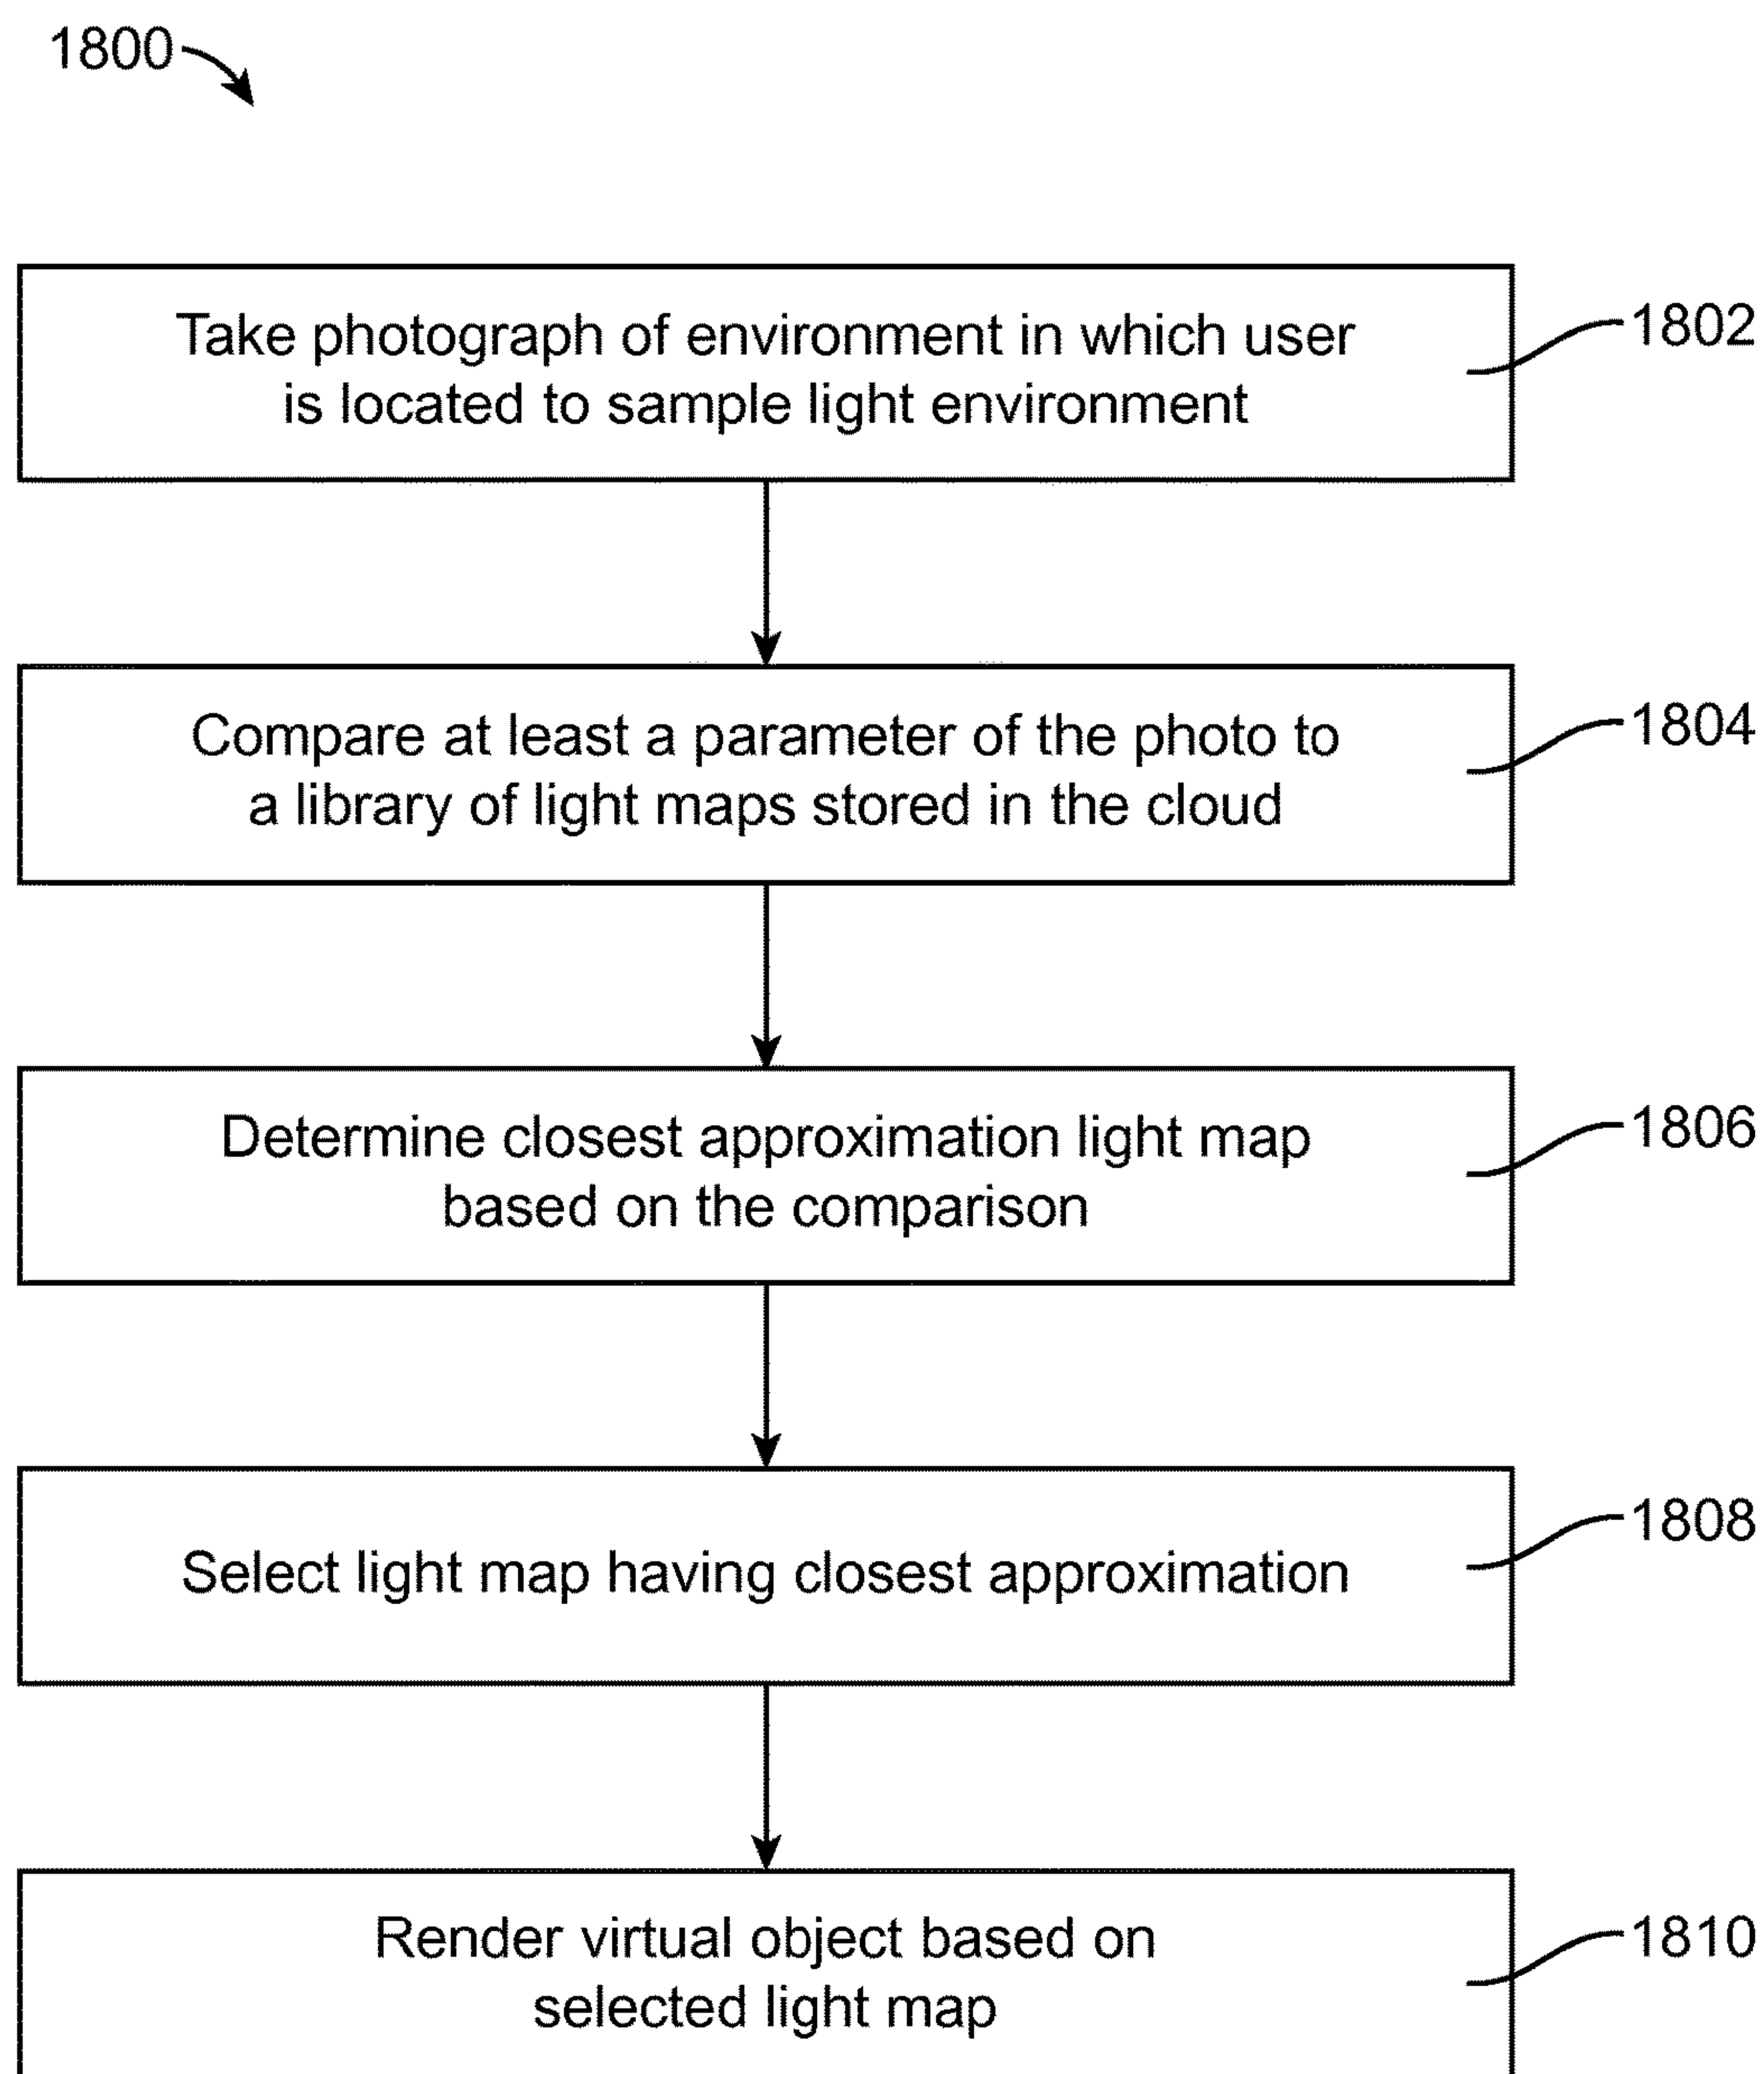 1800
Take photograph of environment in which user
is located to sample light environment
1802
Compare at least a parameter of the photo to
a library of light maps stored in the cloud
1804
Determine closest approximation light map
based on the comparison
1806
Select light map having closest approximation
1808
Render virtual object based on
selected light map
1810